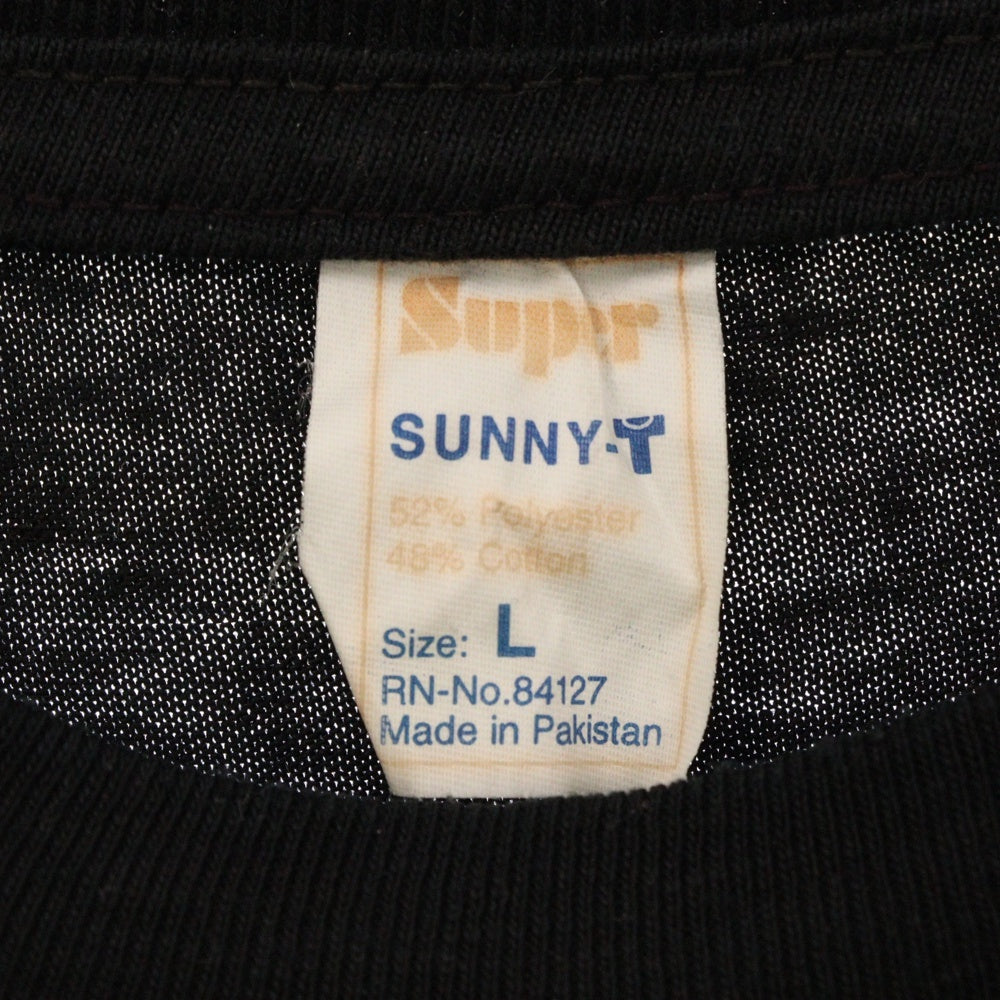 Super
SUNNY-T
52% Polyester
48% Cotton
Size: L
RN-No.84127
Made in Pakistan